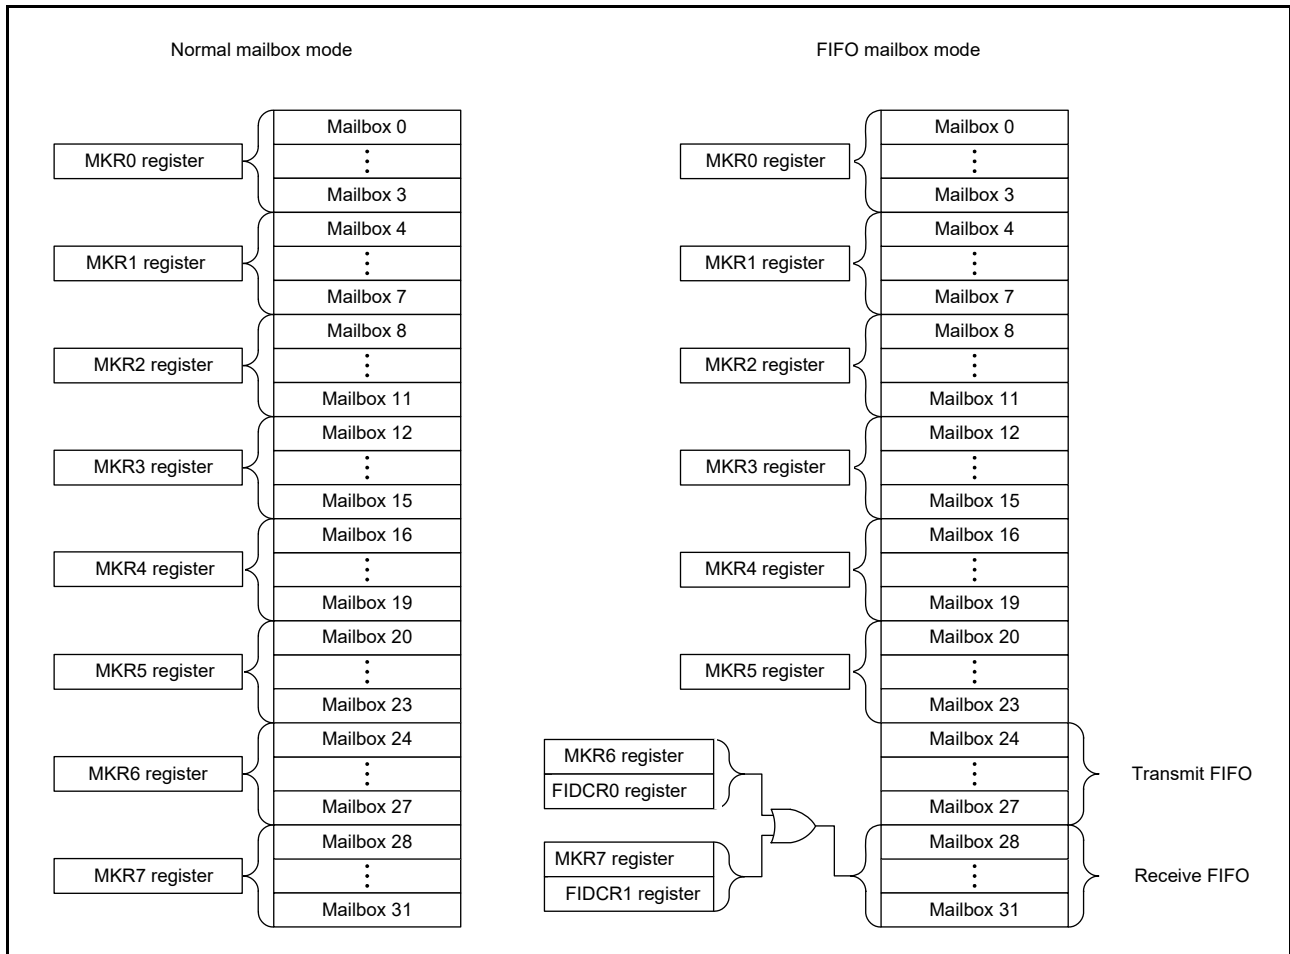 Normal mailbox mode
MKR0 register
Mailbox 0
Mailbox 3
MKR1 register
Mailbox 4
Mailbox 7
MKR2 register
Mailbox 8
Mailbox 11
MKR3 register
Mailbox 12
Mailbox 15
MKR4 register
Mailbox 16
Mailbox 19
MKR5 register
Mailbox 20
Mailbox 23
MKR6 register
Mailbox 24
Mailbox 27
MKR7 register
Mailbox 28
Mailbox 31
FIFO mailbox mode
MKR0 register
Mailbox 0
Mailbox 3
MKR1 register
Mailbox 4
Mailbox 7
MKR2 register
Mailbox 8
Mailbox 11
MKR3 register
Mailbox 12
Mailbox 15
MKR4 register
Mailbox 16
Mailbox 19
MKR5 register
Mailbox 20
Mailbox 23
MKR6 register
FIDCR0 register
Mailbox 24
Mailbox 27
Transmit FIFO
MKR7 register
FIDCR1 register
Mailbox 28
Mailbox 31
Receive FIFO